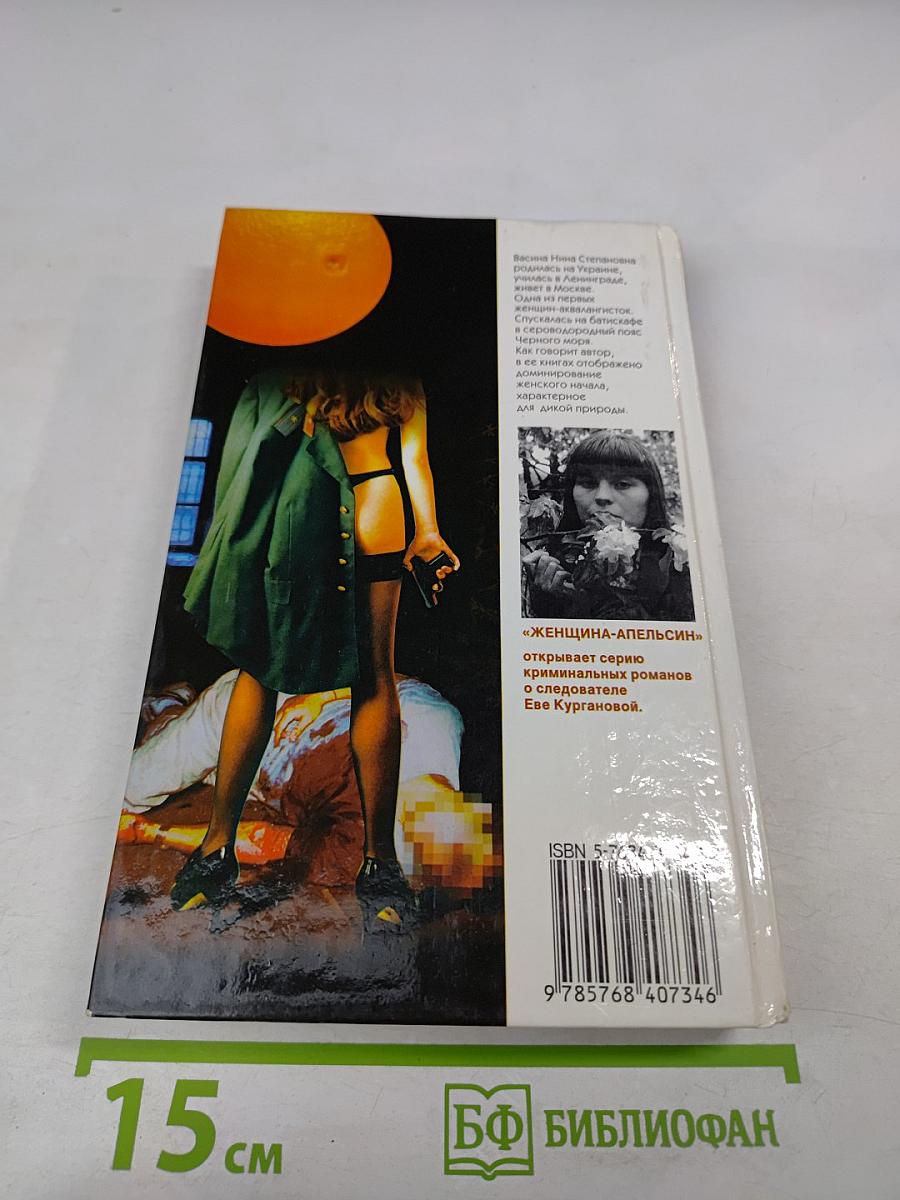 Васина Нина Степановна
родилась на Украине,
училась в Ленинграде,
живет в Москве.
Одна из первых
женщин-аквалангисток.
Спускалась на батискафе
в сероводородный пояс
Черного моря.
Как говорит автор,
в ее книгах отображено
доминирование
женского начала,
характерное
для дикой природы.
«ЖЕНЩИНА-АПЕЛЬСИН»
открывает серию
криминальных романов
о следователе
Еве Кургановой.
ISBN
9 785768 407346
15 см
БФ БИБЛИОФАН